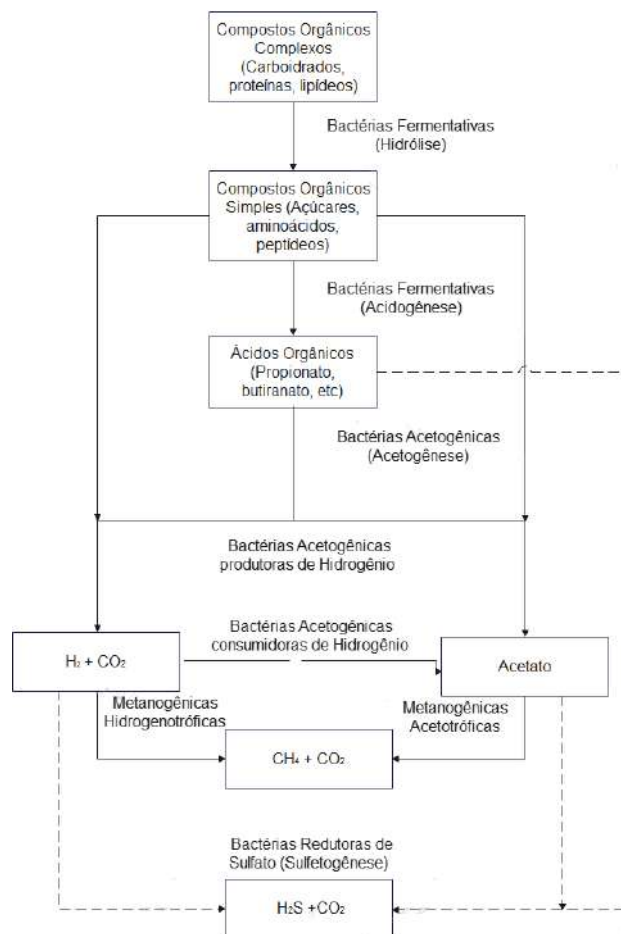 Compostos Orgânicos
Complexos
(Carboidrados,
proteínas, lipídeos)
Bactérias Fermentativas
(Hidrólise)
Compostos Orgânicos
Simples (Açúcares,
aminoácidos,
peptídeos)
Bactérias Fermentativas
(Acidogênese)
Ácidos Orgânicos
(Propionato,
butiranato, etc)
Bactérias Acetogênicas
(Acetogênese)
Bactérias Acetogênicas
produtoras de Hidrogênio
Bactérias Acetogênicas
consumidoras de Hidrogênio
H₂ + CO₂
Acetato
Metanogênicas
Hidrogenotróficas
Metanogênicas
Acetotróficas
CH₄ + CO₂
Bactérias Redutoras de
Sulfato (Sulfetogênese)
H₂S +CO₂